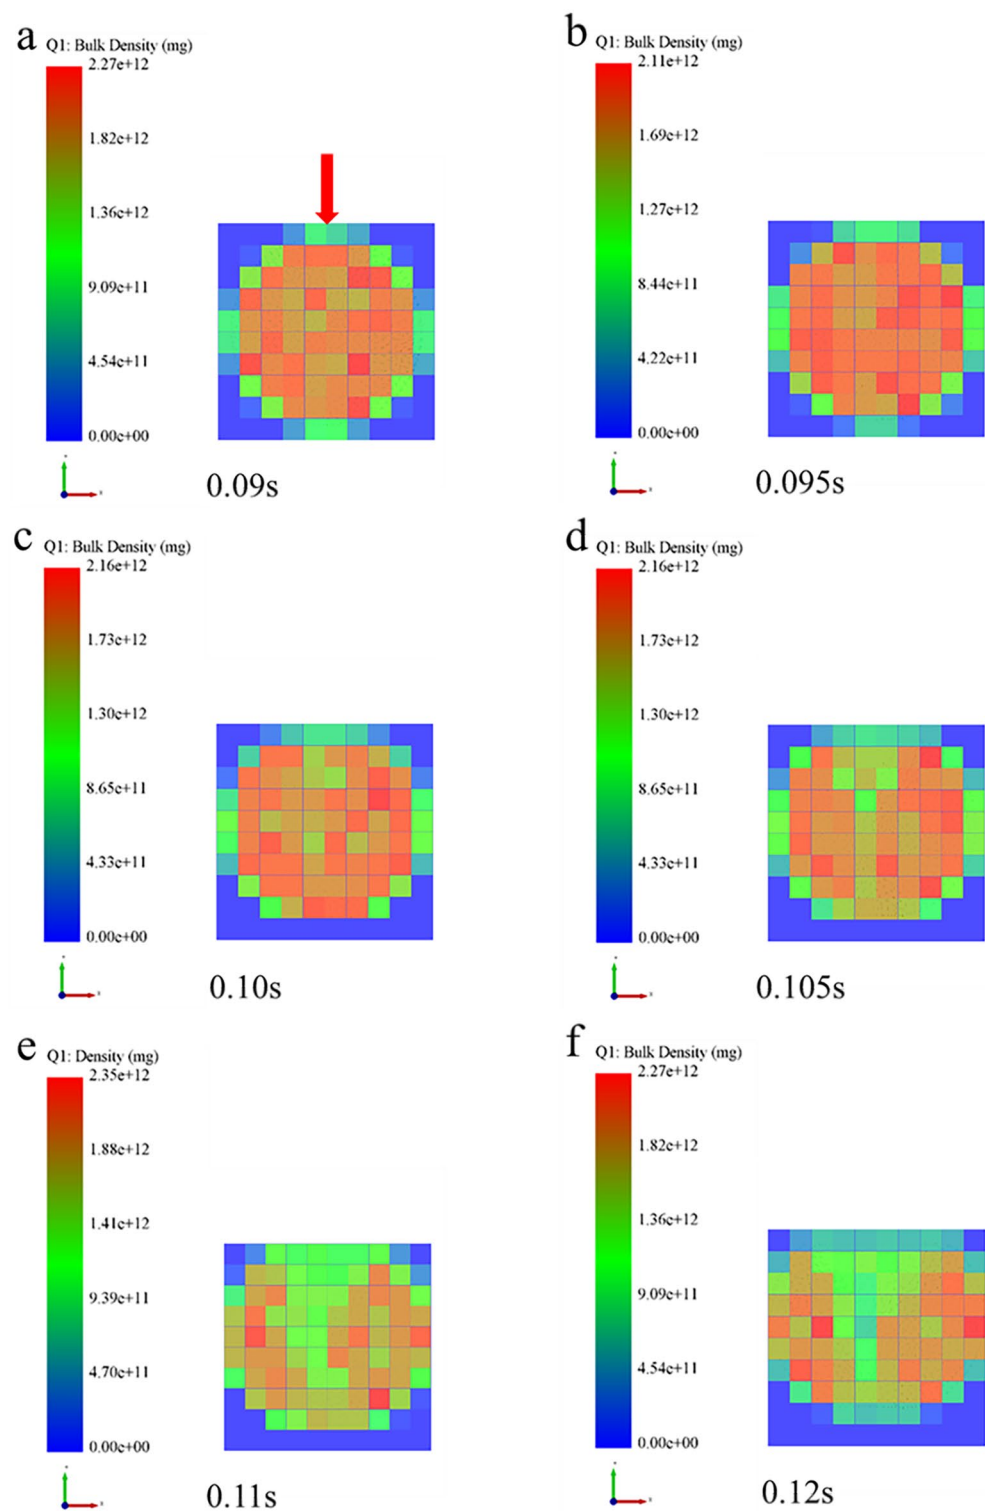 a
Q1: Bulk Density (mg)
2.27e+12
1.82e+12
1.36e+12
9.09e+11
4.54e+11
0.00e+00
0.09s
b
Q1: Bulk Density (mg)
2.11e+12
1.69e+12
1.27e+12
8.44e+11
4.22e+11
0.00e+00
0.095s
c
Q1: Bulk Density (mg)
2.16e+12
1.73e+12
1.30e+12
8.65e+11
4.33e+11
0.00e+00
0.10s
d
Q1: Bulk Density (mg)
2.16e+12
1.73e+12
1.30e+12
8.65e+11
4.33e+11
0.00e+00
0.105s
e
Q1: Density (mg)
2.35e+12
1.88e+12
1.41e+12
9.39e+11
4.70e+11
0.00e+00
0.11s
f
Q1: Bulk Density (mg)
2.27e+12
1.82e+12
1.36e+12
9.09e+11
4.54e+11
0.00e+00
0.12s